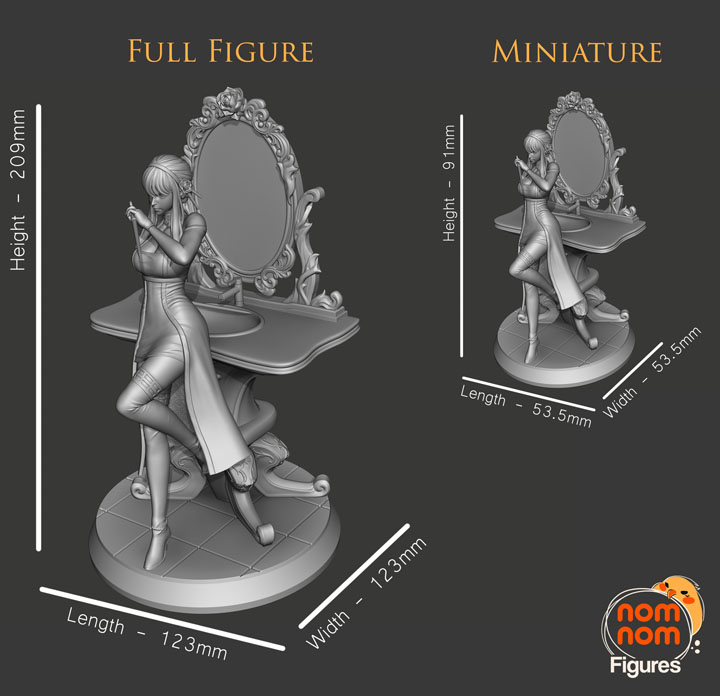 FULL FIGURE
MINIATURE
Height - 209mm
Height - 91mm
Length - 53.5mm
Width - 53.5mm
Length - 123mm
Width - 123mm
nom
nom
Figures